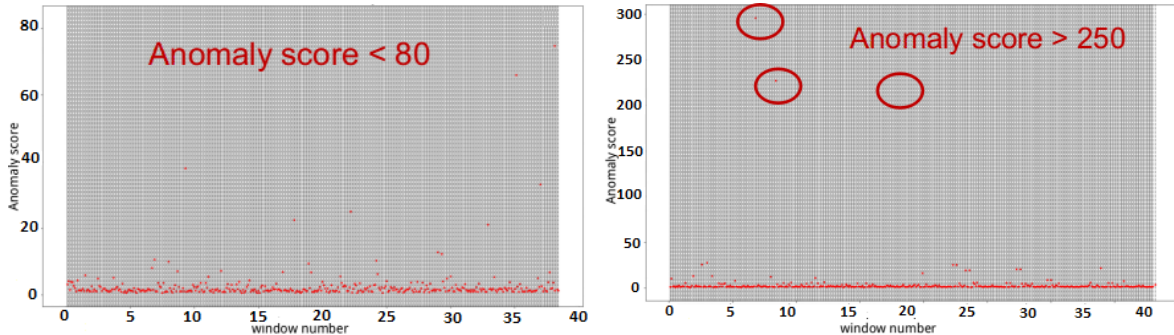 Anomaly score < 80
Anomaly score
80
60
40
20
0
0 5 10 15 20 25 30 35 40
window number
Anomaly score > 250
Anomaly score
300
250
200
150
100
50
0
0 5 10 15 20 25 30 35 40
window number